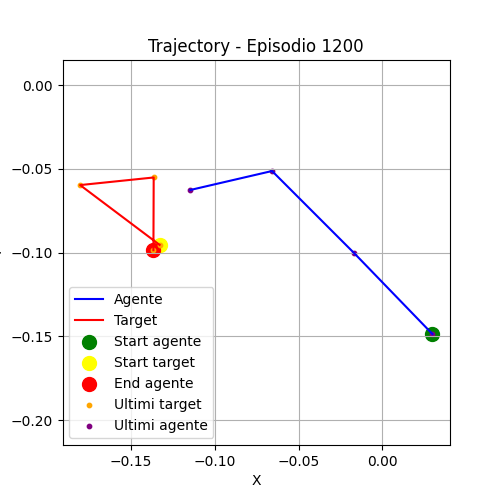 Trajectory - Episodio 1200
0.00
−0.05
−0.10
−0.15
−0.20
Agente
Target
Start agente
Start target
End agente
Ultimi target
Ultimi agente
−0.15
−0.10
−0.05
0.00
X